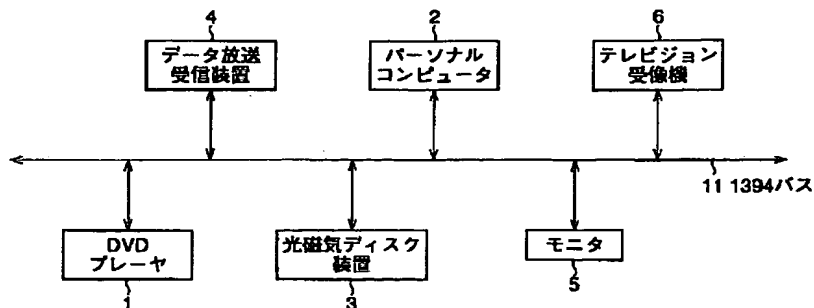 4
データ放送
受信装置
2
パーソナル
コンピュータ
6
テレビジョン
受像機
11 1394バス
DVD
プレーヤ
1
光磁気ディスク
装置
3
モニタ
5